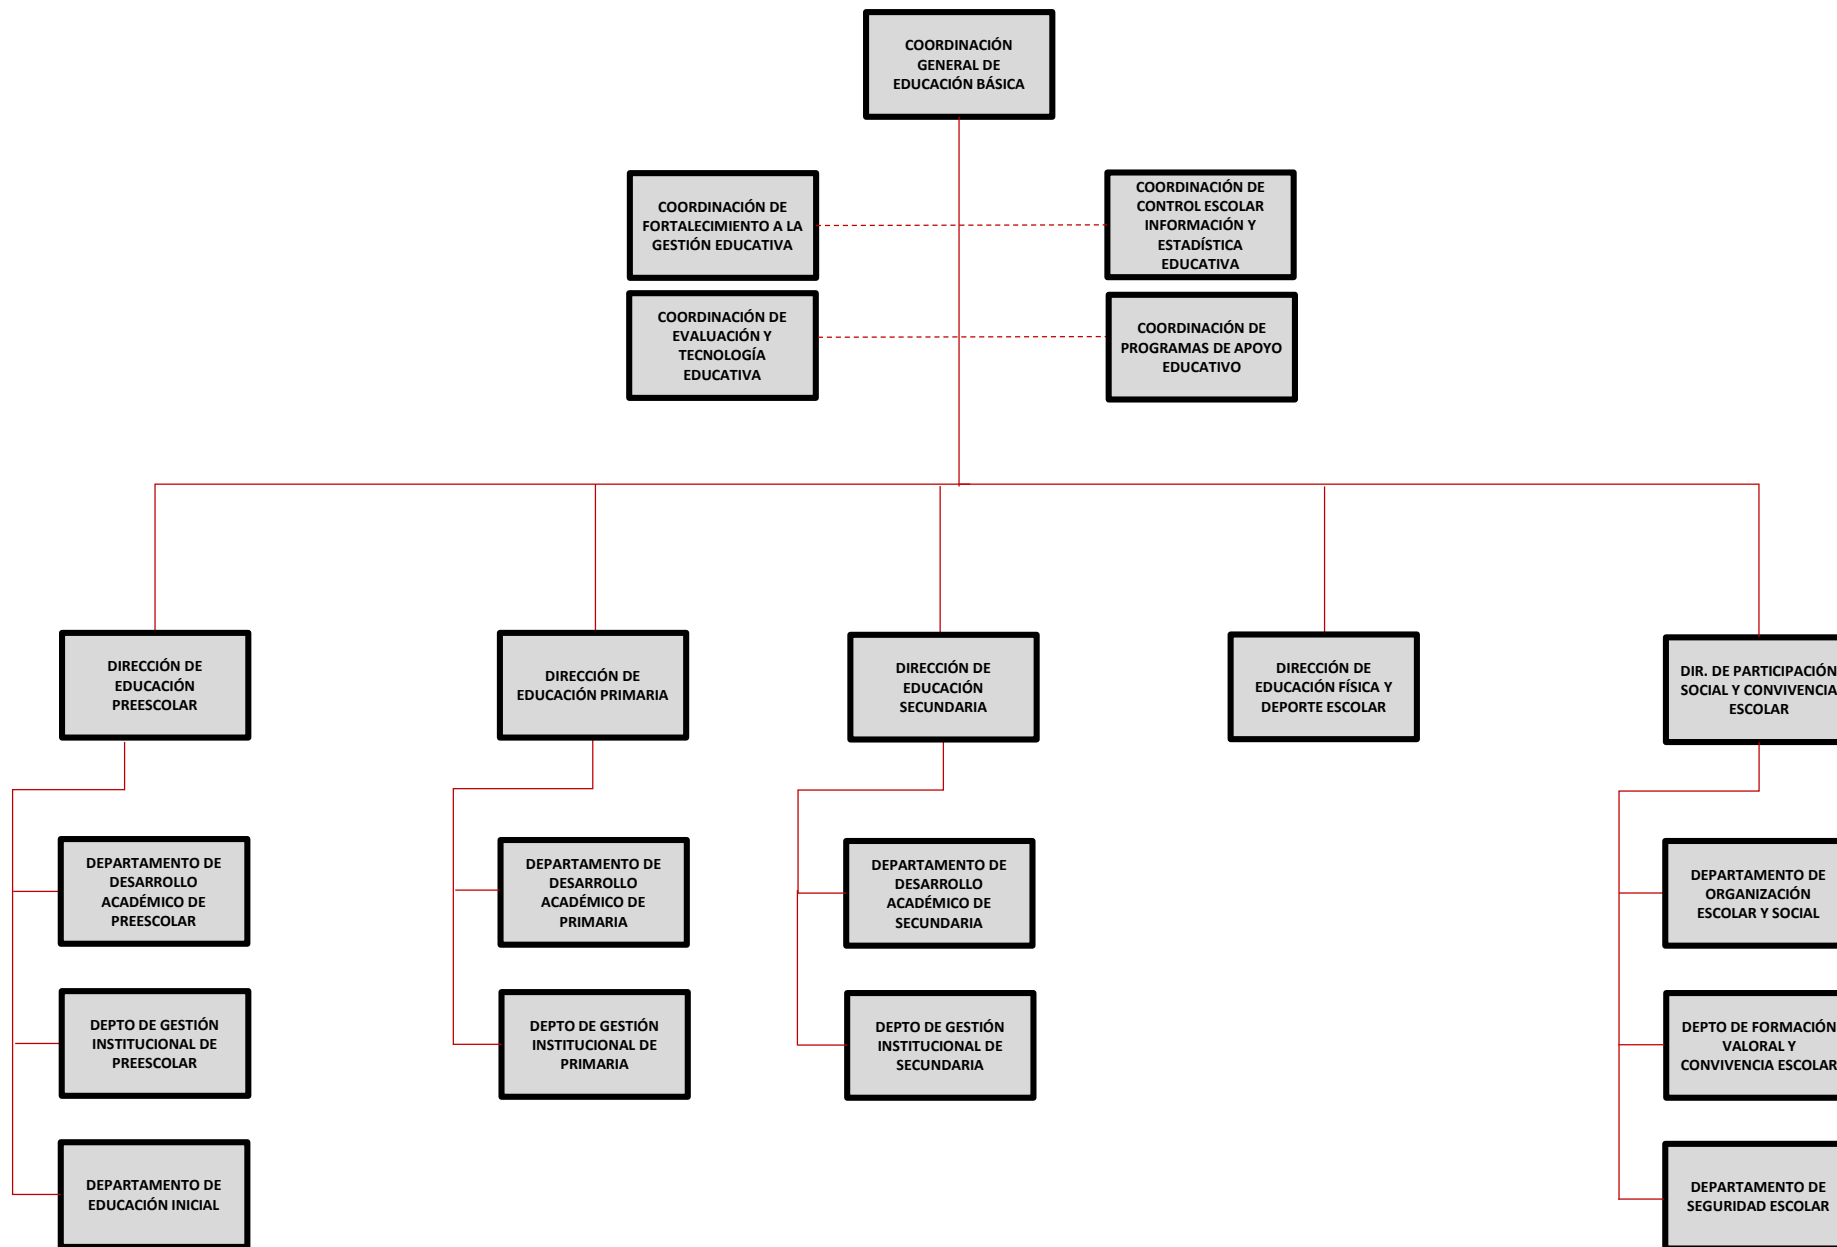 COORDINACIÓN
GENERAL DE
EDUCACIÓN BÁSICA
COORDINACIÓN DE
FORTALECIMIENTO A LA
GESTIÓN EDUCATIVA
COORDINACIÓN DE
CONTROL ESCOLAR
INFORMACIÓN Y
ESTADÍSTICA
EDUCATIVA
COORDINACIÓN DE
EVALUACIÓN Y
TECNOLOGÍA
EDUCATIVA
COORDINACIÓN DE
PROGRAMAS DE APOYO
EDUCATIVO
DIRECCIÓN DE
EDUCACIÓN
PREESCOLAR
DIRECCIÓN DE
EDUCACIÓN PRIMARIA
DIRECCIÓN DE
EDUCACIÓN
SECUNDARIA
DIRECCIÓN DE
EDUCACIÓN FÍSICA Y
DEPORTE ESCOLAR
DIR. DE PARTICIPACIÓN
SOCIAL Y CONVIVENCIA
ESCOLAR
DEPARTAMENTO DE
DESARROLLO
ACADÉMICO DE
PREESCOLAR
DEPARTAMENTO DE
DESARROLLO
ACADÉMICO DE
PRIMARIA
DEPARTAMENTO DE
DESARROLLO
ACADÉMICO DE
SECUNDARIA
DEPARTAMENTO DE
ORGANIZACIÓN
ESCOLAR Y SOCIAL
DEPTO DE GESTIÓN
INSTITUCIONAL DE
PREESCOLAR
DEPTO DE GESTIÓN
INSTITUCIONAL DE
PRIMARIA
DEPTO DE GESTIÓN
INSTITUCIONAL DE
SECUNDARIA
DEPTO DE FORMACIÓN
VALORAL Y
CONVIVENCIA ESCOLAR
DEPARTAMENTO DE
EDUCACIÓN INICIAL
DEPARTAMENTO DE
SEGURIDAD ESCOLAR